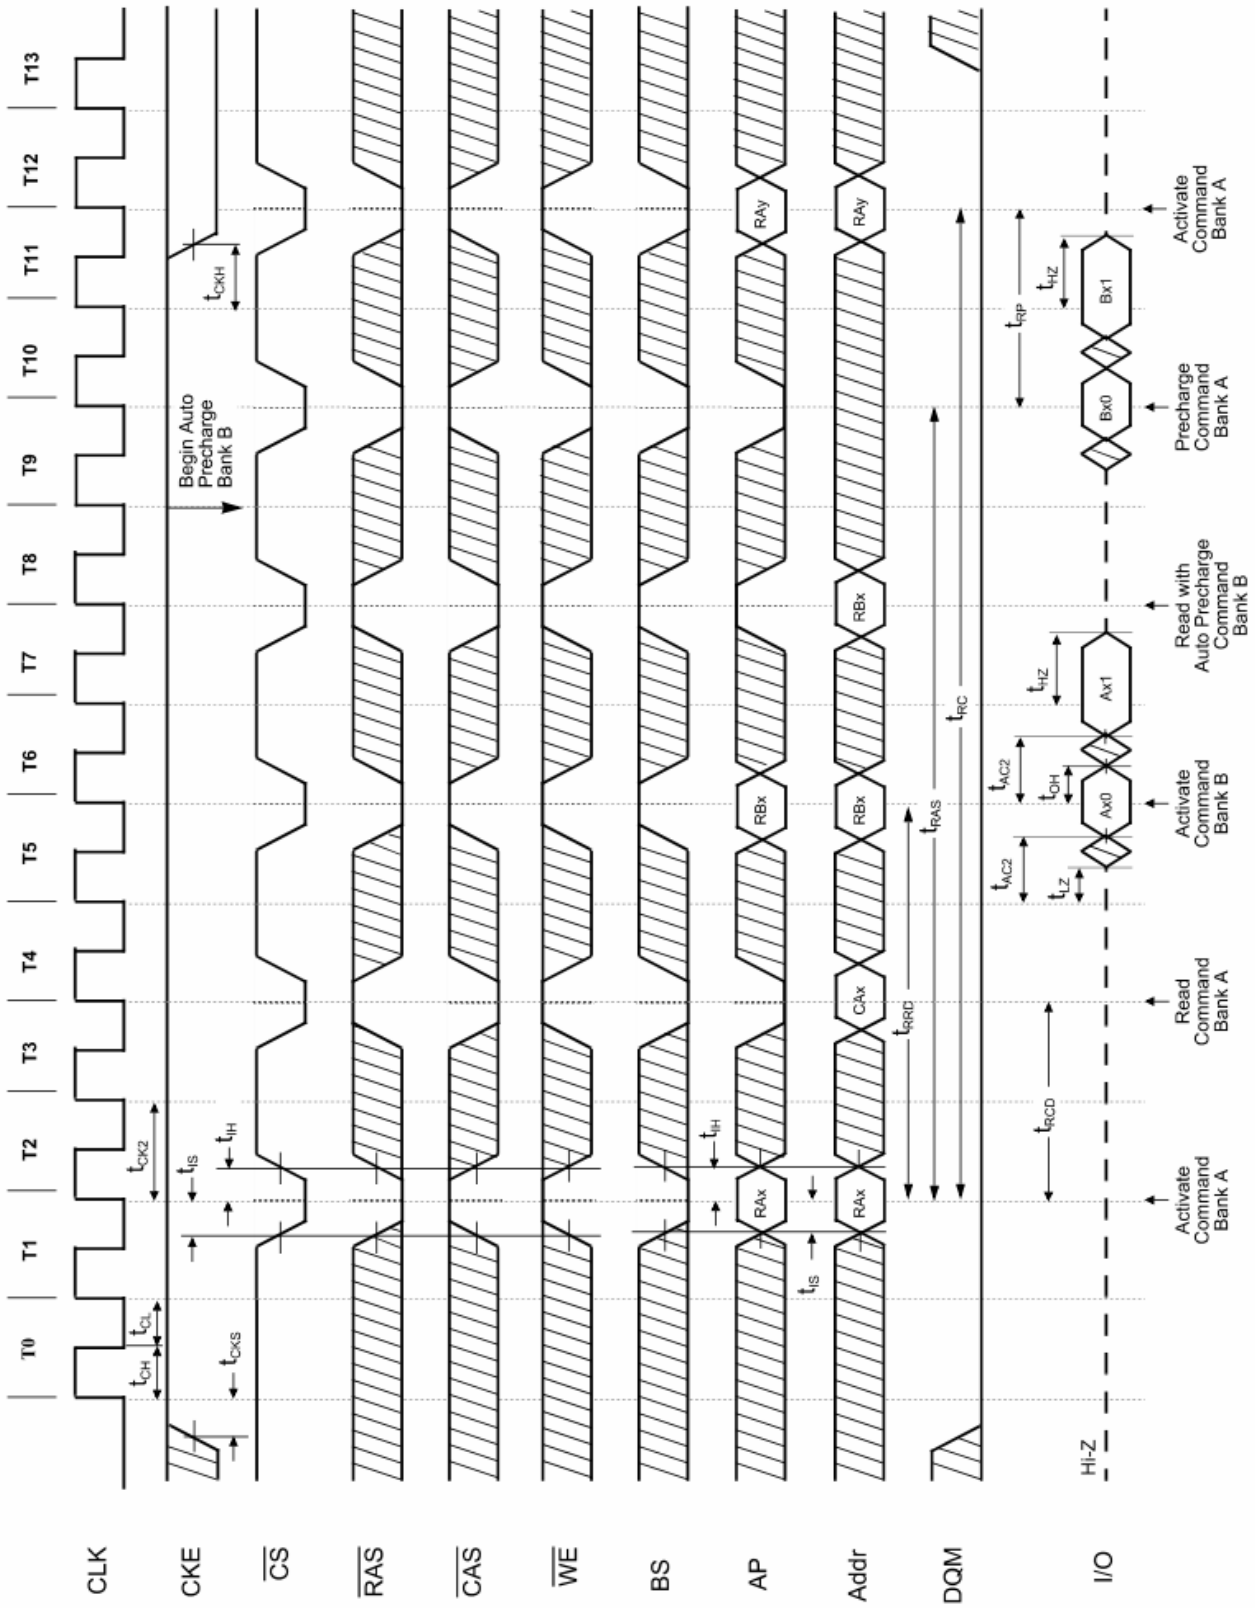 T0 T1 T2 T3 T4 T5 T6 T7 T8 T9 T10 T11 T12 T13
CLK
tCH tCL tCK2
CKE
tCKS tIS tIH
Begin Auto
Precharge
Bank B
tCKH
CS
RAS
CAS
WE
BS
tIH
AP
RAx RBx RAy
tIS
Addr
RAx CAx RBx RBx RAy
tRRD
tRAS
tRC
DQM
tRCD
tAC2 tAC2 tHZ tRP tHZ
tLZ tOH
I/O
Hi-Z
Ax0 Ax1 Bx0 Bx1
Activate
Command
Bank A
Read
Command
Bank A
Activate
Command
Bank B
Read with
Auto Precharge
Command
Bank B
Precharge
Command
Bank A
Activate
Command
Bank A